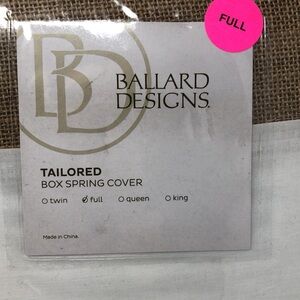 FULL
BD
BALLARD
DESIGNS.
TAILORED
BOX SPRING COVER
O twin Ø full O queen O king
Made in China.